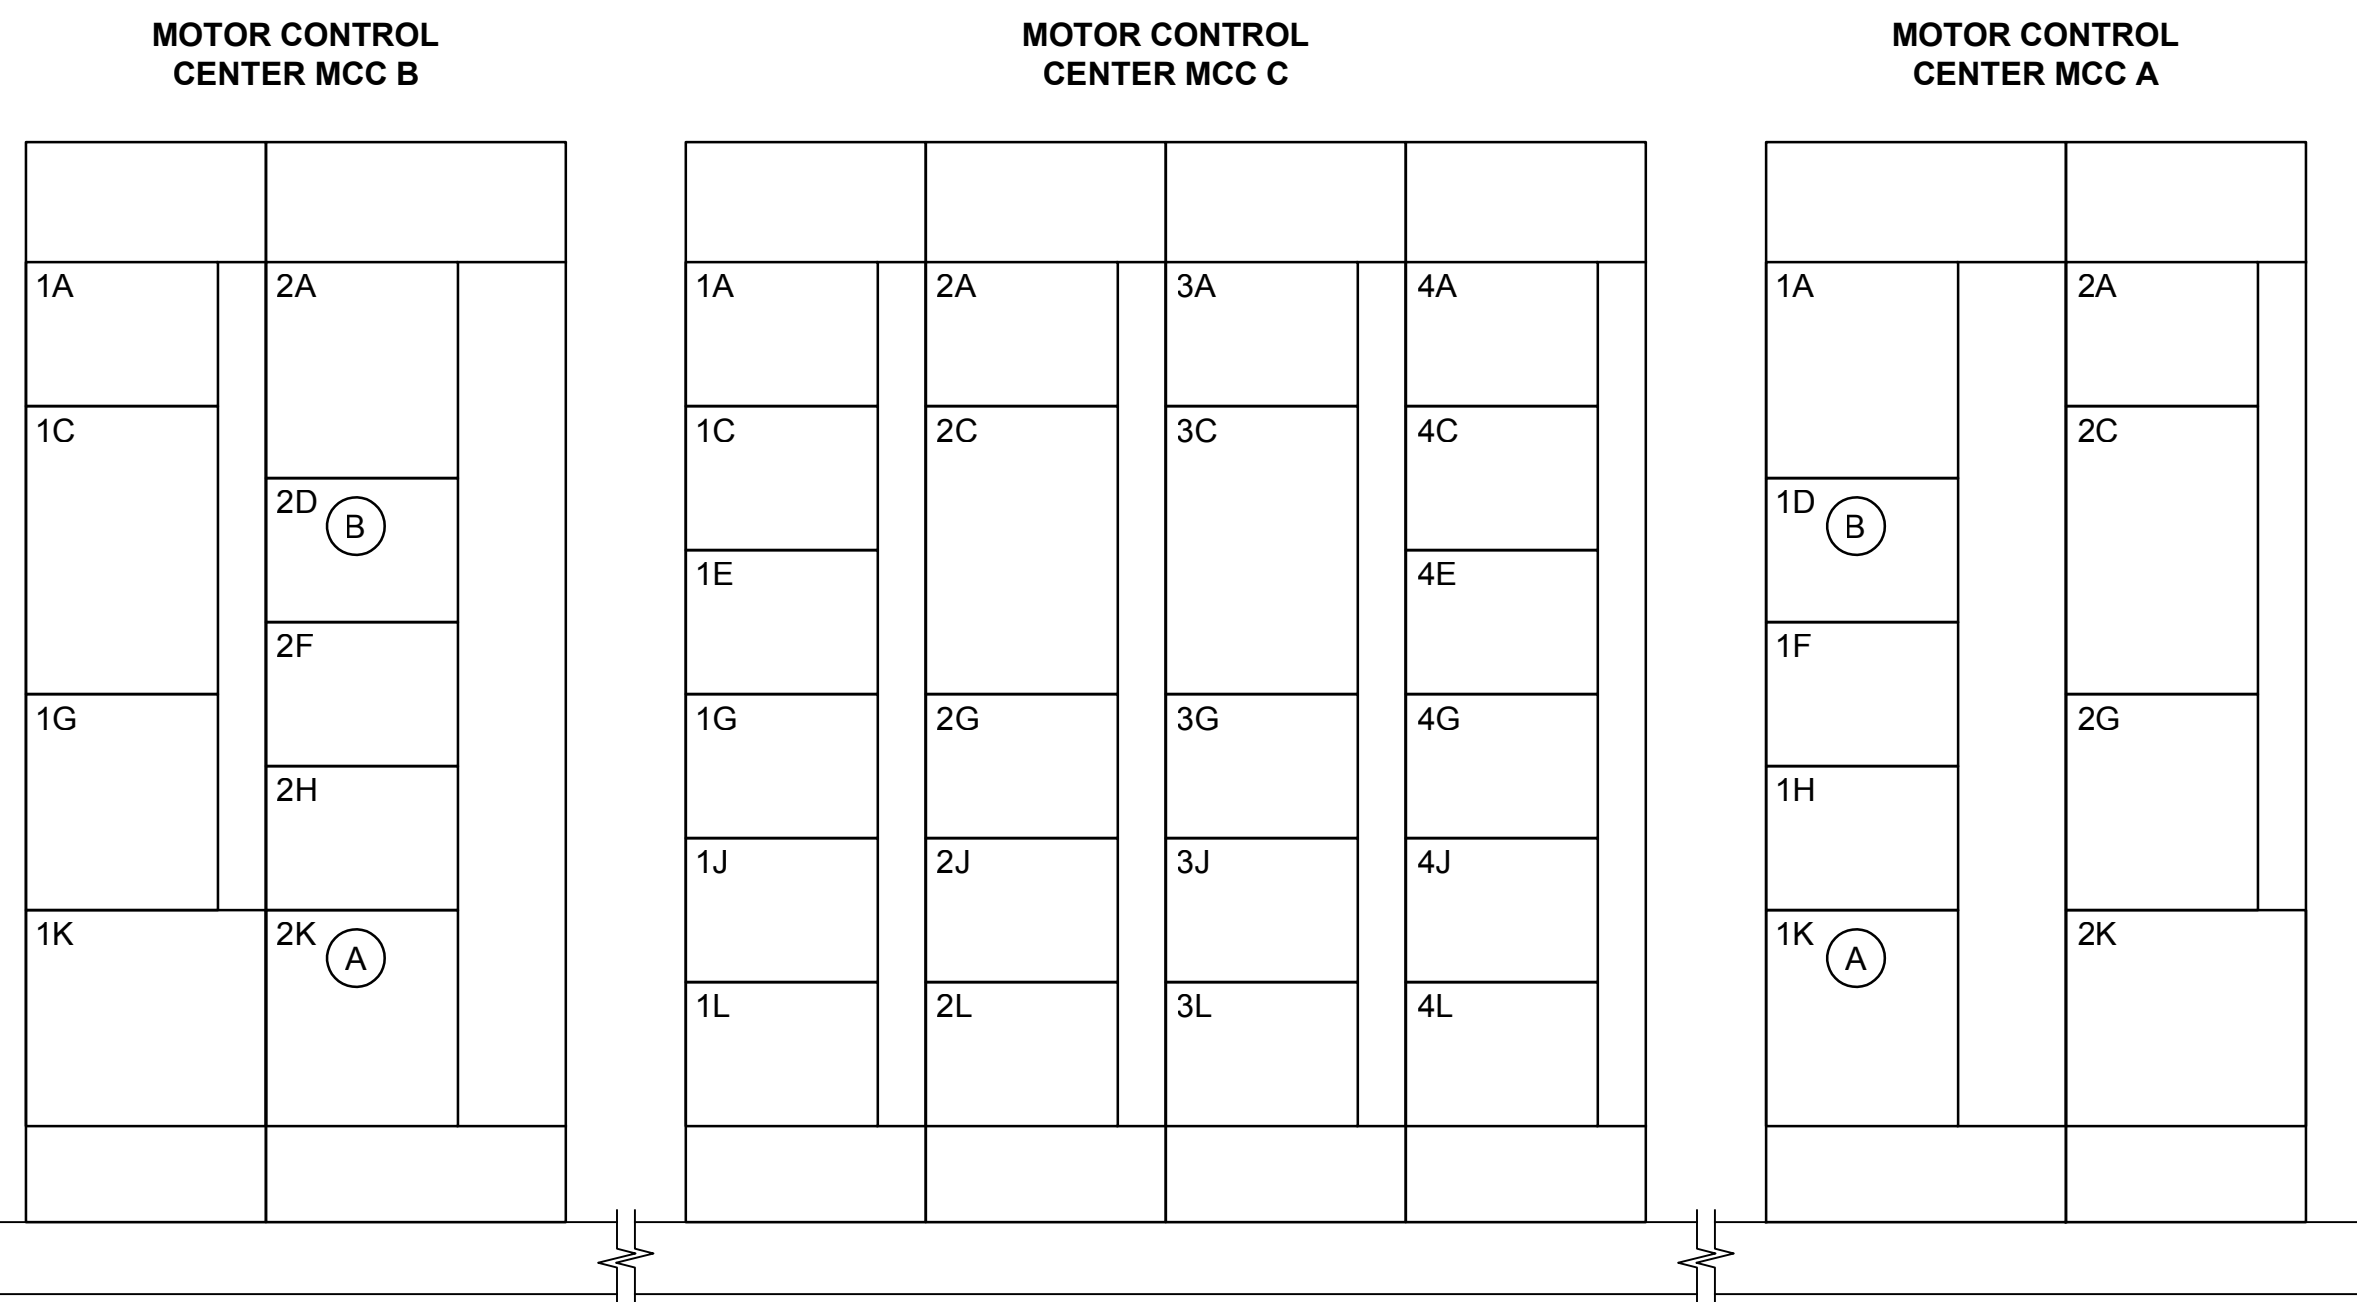 MOTOR CONTROL
CENTER MCC B
MOTOR CONTROL
CENTER MCC C
MOTOR CONTROL
CENTER MCC A
1A
1C
1G
1K
2A
2D B
2F
2H
2K A
1A
1C
1E
1G
1J
1L
2A
2C
2G
2J
2L
3A
3C
3G
3J
3L
4A
4C
4E
4G
4J
4L
1A
1D B
1F
1H
1K A
2A
2C
2G
2K